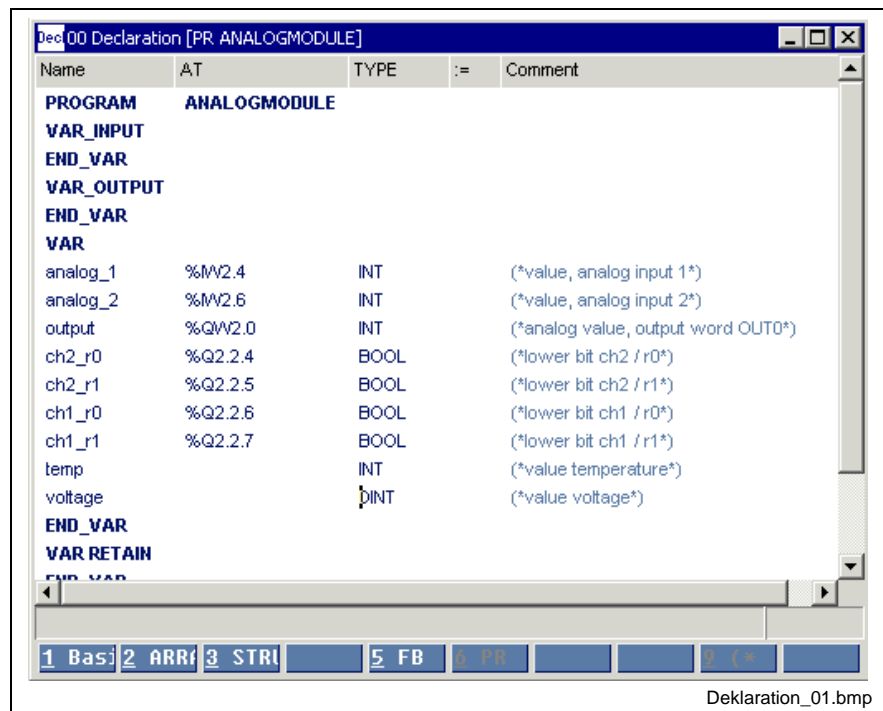 Decl 00 Declaration [PR ANALOGMODULE]
Name AT TYPE := Comment
PROGRAM ANALOGMODULE
VAR_INPUT
END_VAR
VAR_OUTPUT
END_VAR
VAR
analog_1 %IW2.4 INT (*value, analog input 1*)
analog_2 %IW2.6 INT (*value, analog input 2*)
output %QW2.0 INT (*analog value, output word OUT0*)
ch2_r0 %Q2.2.4 BOOL (*lower bit ch2 / r0*)
ch2_r1 %Q2.2.5 BOOL (*lower bit ch2 / r1*)
ch1_r0 %Q2.2.6 BOOL (*lower bit ch1 / r0*)
ch1_r1 %Q2.2.7 BOOL (*lower bit ch1 / r1*)
temp INT (*value temperature*)
voltage DINT (*value voltage*)
END_VAR
VAR RETAIN
END_VAR
1 Basi 2 ARRA 3 STRU 5 FB 6 PR 9 (*
Deklaration_01.bmp